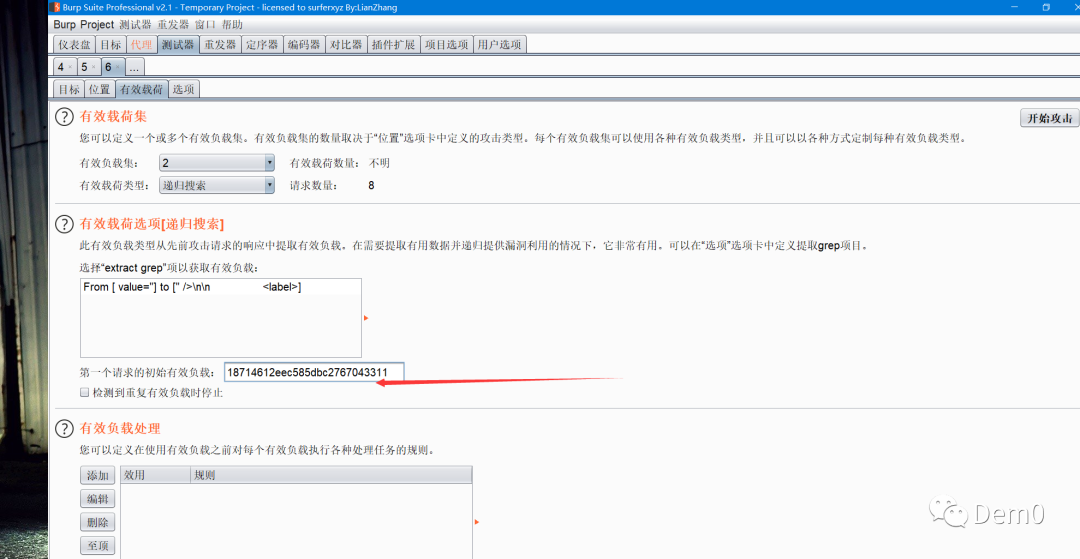 Burp Suite Professional v2.1 - Temporary Project - licensed to surferxyz By:LianZhang
Burp Project 测试器 重发器 窗口 帮助
仪表盘 目标 代理 测试器 重发器 定序器 编码器 对比器 插件扩展 项目选项 用户选项
4 × 5 × 6 × ...
目标 位置 有效载荷 选项
? 有效载荷集 开始攻击
您可以定义一个或多个有效负载集。有效负载集的数量取决于“位置”选项卡中定义的攻击类型。每个有效负载集可以使用各种有效负载类型，并且可以以各种方式定制每种有效负载类型。
有效负载集： 2 有效载荷数量： 不明
有效载荷类型： 递归搜索 请求数量： 8
? 有效载荷选项[递归搜索]
此有效负载类型从先前攻击请求的响应中提取有效负载。在需要提取有用数据并递归提供漏洞利用的情况下，它非常有用。可以在“选项”选项卡中定义提取grep项目。
选择“extract grep”项以获取有效负载：
From [ value="] to [" />\n\n <label>]
第一个请求的初始有效负载： 18714612eec585dbc2767043311
检测到重复有效负载时停止
? 有效负载处理
您可以定义在使用有效负载之前对每个有效负载执行各种处理任务的规则。
添加 效用 规则
编辑
删除
至顶
Dem0